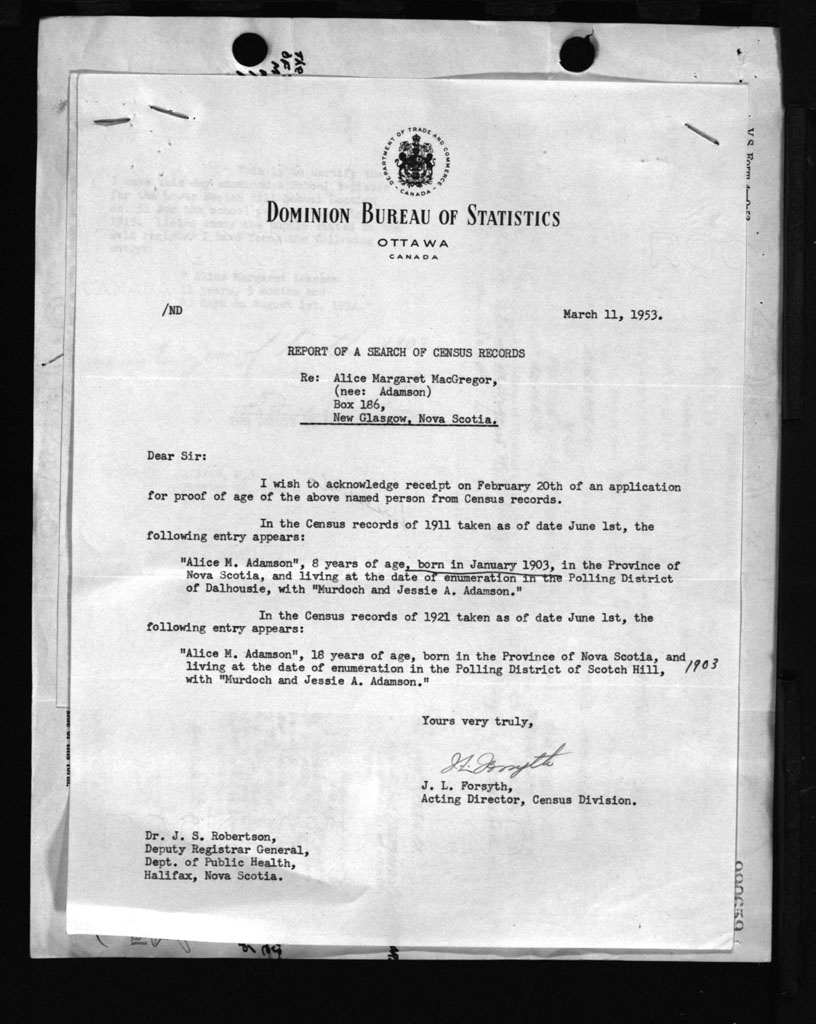 DEPARTMENT OF TRADE AND COMMERCE
CANADA
DOMINION BUREAU OF STATISTICS
OTTAWA
CANADA
/ND
March 11, 1953.
REPORT OF A SEARCH OF CENSUS RECORDS
Re: Alice Margaret MacGregor,
(nee: Adamson)
Box 186,
New Glasgow, Nova Scotia.
Dear Sir:
I wish to acknowledge receipt on February 20th of an application
for proof of age of the above named person from Census records.
In the Census records of 1911 taken as of date June 1st, the
following entry appears:
"Alice M. Adamson", 8 years of age, born in January 1903, in the Province of
Nova Scotia, and living at the date of enumeration in the Polling District
of Dalhousie, with "Murdoch and Jessie A. Adamson."
In the Census records of 1921 taken as of date June 1st, the
following entry appears:
"Alice M. Adamson", 18 years of age, born in the Province of Nova Scotia, and
living at the date of enumeration in the Polling District of Scotch Hill, 1903
with "Murdoch and Jessie A. Adamson."
Yours very truly,
J. L. Forsyth
J. L. Forsyth,
Acting Director, Census Division.
Dr. J. S. Robertson,
Deputy Registrar General,
Dept. of Public Health,
Halifax, Nova Scotia.